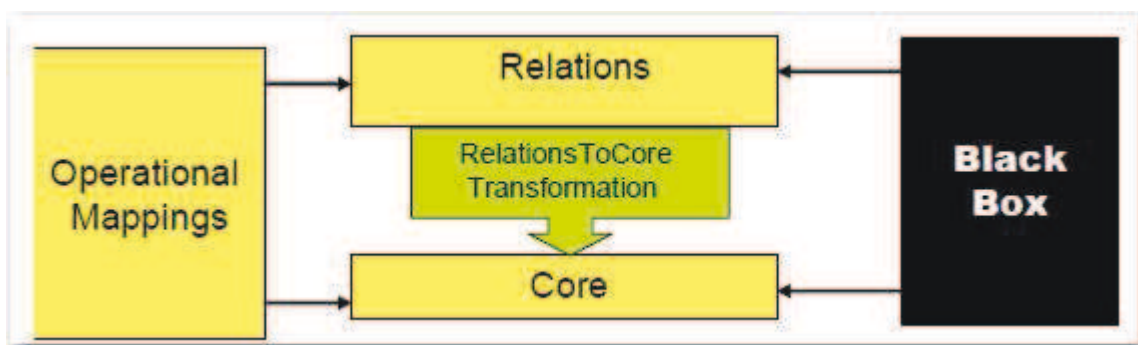 Operational
Mappings
Relations
RelationsToCore
Transformation
Core
Black
Box